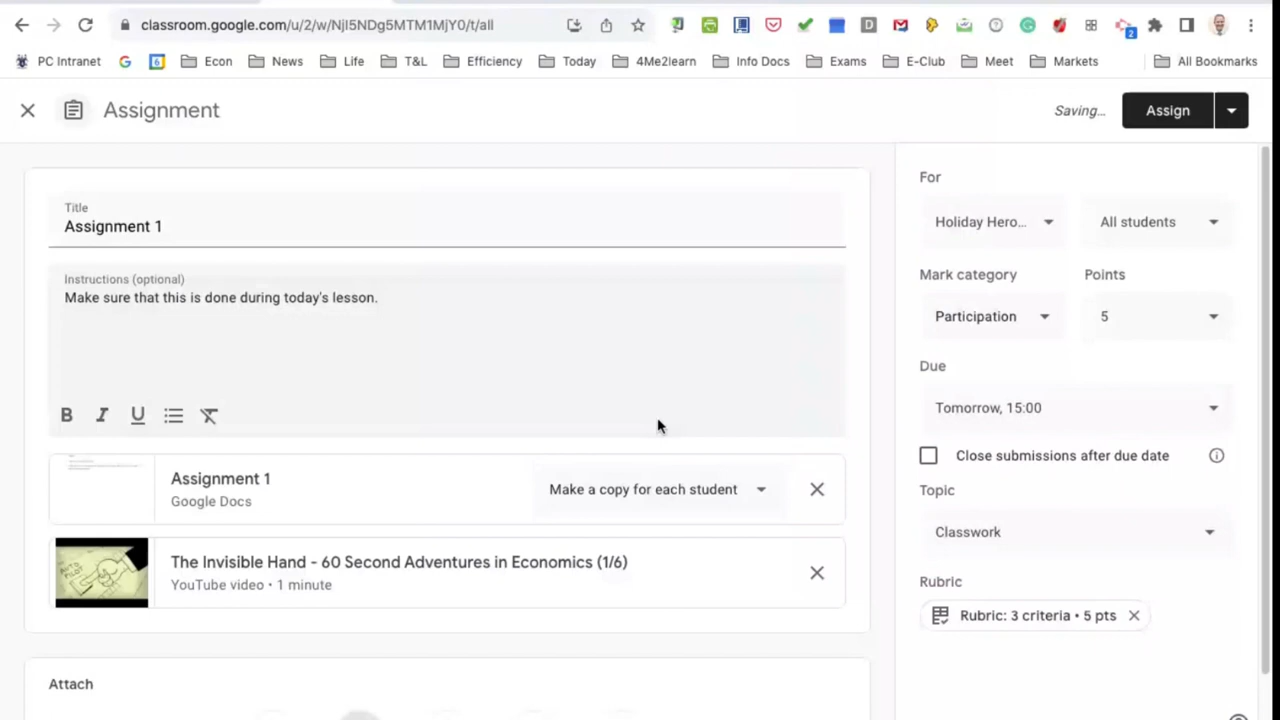 classroom.google.com/u/2/w/NjI5NDg5MTM1MjY0/t/all
2
PC Intranet
6
Econ
News
Life
T&L
Efficiency
Today
4Me2learn
Info Docs
Exams
E-Club
Meet
Markets
All Bookmarks
Assignment
Saving...
Assign
Title
Assignment 1
Instructions (optional)
Make sure that this is done during today's lesson.
B I U
Assignment 1
Google Docs
Make a copy for each student
The Invisible Hand - 60 Second Adventures in Economics (1/6)
YouTube video • 1 minute
Attach
For
Holiday Hero...
All students
Mark category
Points
Participation
5
Due
Tomorrow, 15:00
Close submissions after due date
Topic
Classwork
Rubric
Rubric: 3 criteria • 5 pts